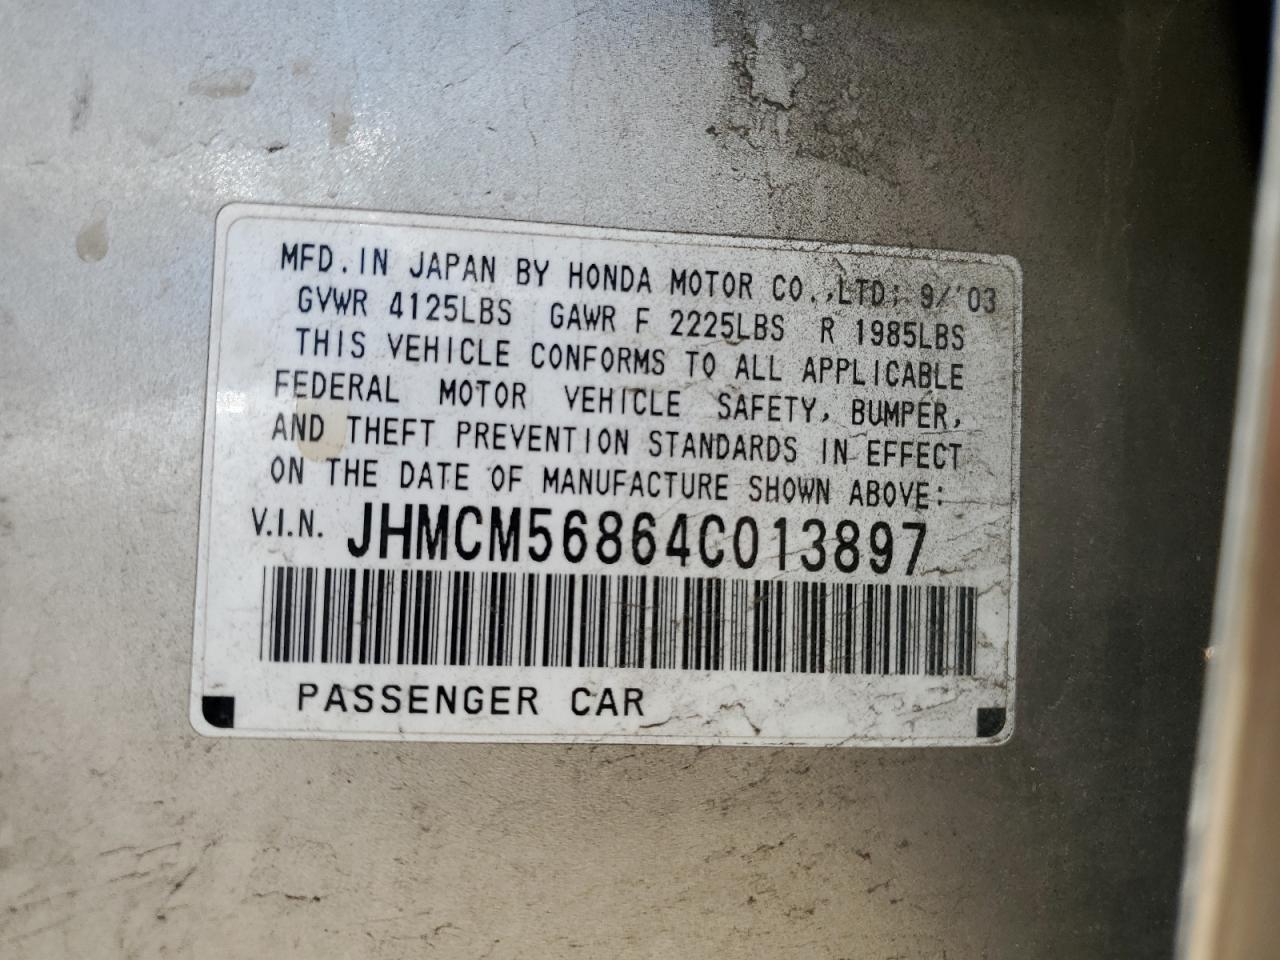 MFD. IN JAPAN BY HONDA MOTOR CO., LTD; 9/'03
GVWR 4125LBS GAWR F 2225LBS R 1985LBS
THIS VEHICLE CONFORMS TO ALL APPLICABLE
FEDERAL MOTOR VEHICLE SAFETY, BUMPER,
AND THEFT PREVENTION STANDARDS IN EFFECT
ON THE DATE OF MANUFACTURE SHOWN ABOVE:
V.I.N. JHMCM56864C013897
PASSENGER CAR